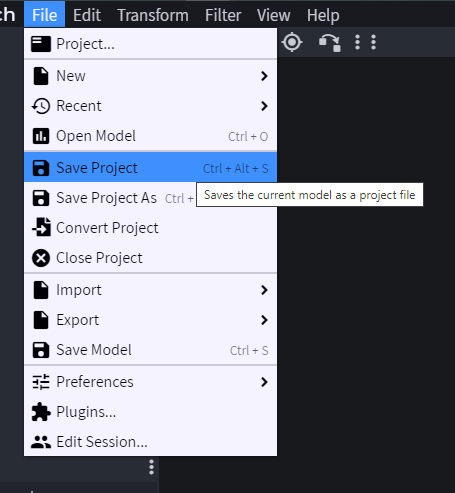 ch File Edit Transform Filter View Help
Project...
New
Recent
Open Model Ctrl + O
Save Project Ctrl + Alt + S
Saves the current model as a project file
Save Project As Ctrl +
Convert Project
Close Project
Import
Export
Save Model Ctrl + S
Preferences
Plugins...
Edit Session...